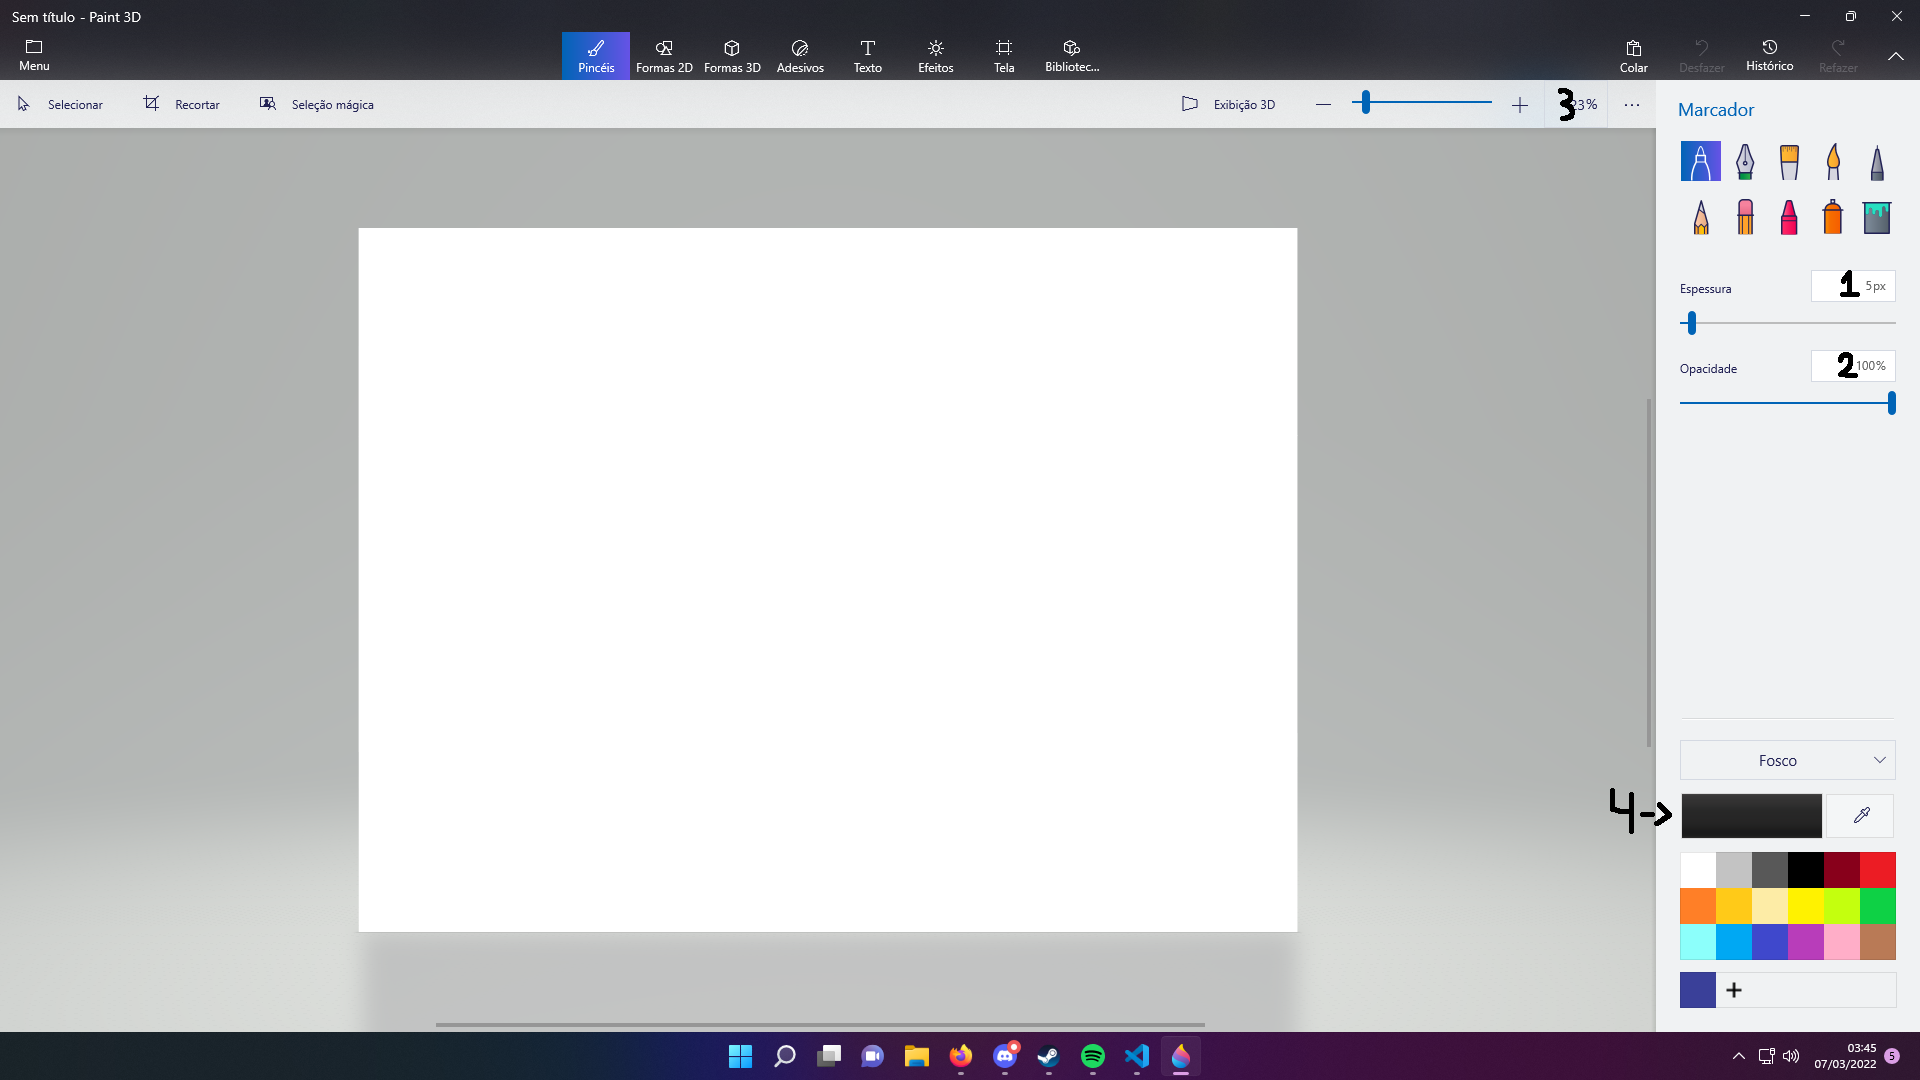 Sem título - Paint 3D
Menu
Pincéis
Formas 2D
Formas 3D
Adesivos
Texto
Efeitos
Tela
Bibliotec...
Colar
Desfazer
Histórico
Refazer
Selecionar
Recortar
Seleção mágica
Exibição 3D
3
23%
Marcador
Espessura
1
5px
Opacidade
2
100%
Fosco
4
03:45
07/03/2022
5